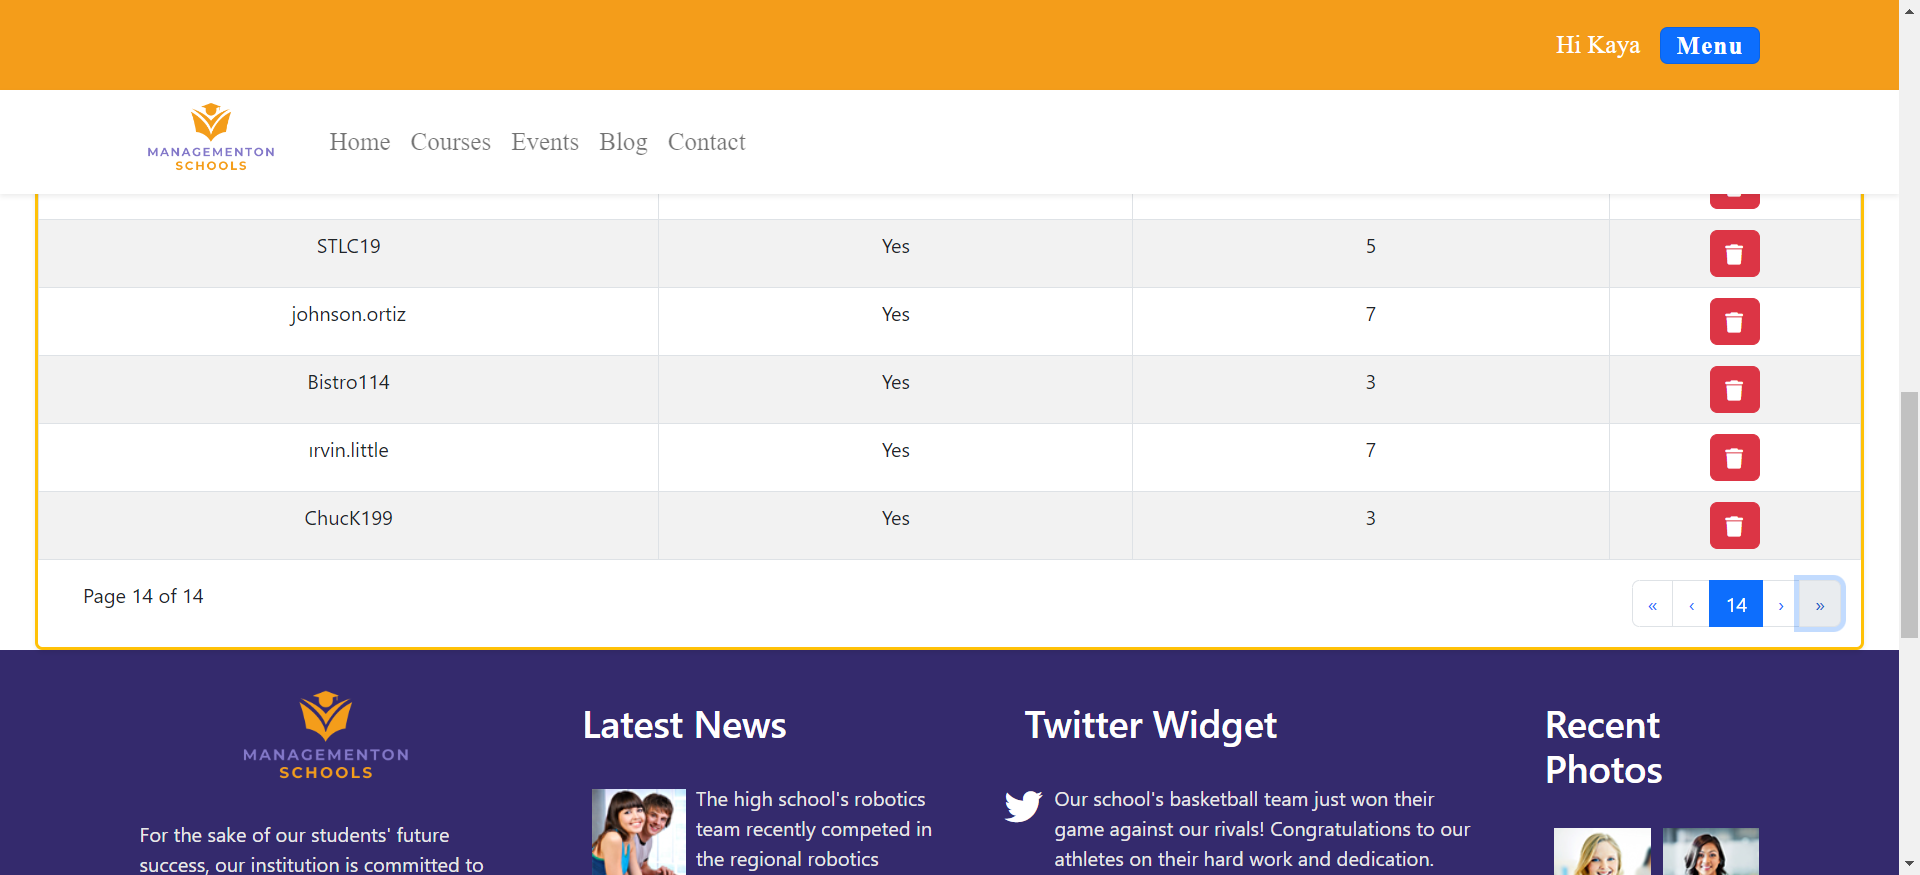 Hi Kaya Menu
MANAGEMENTON
SCHOOLS
Home Courses Events Blog Contact
STLC19 Yes 5
johnson.ortiz Yes 7
Bistro114 Yes 3
ırvin.little Yes 7
ChucK199 Yes 3
Page 14 of 14
« ‹ 14 › »
MANAGEMENTON
SCHOOLS
For the sake of our students' future
success, our institution is committed to
Latest News
The high school's robotics
team recently competed in
the regional robotics
Twitter Widget
Our school's basketball team just won their
game against our rivals! Congratulations to our
athletes on their hard work and dedication.
Recent
Photos